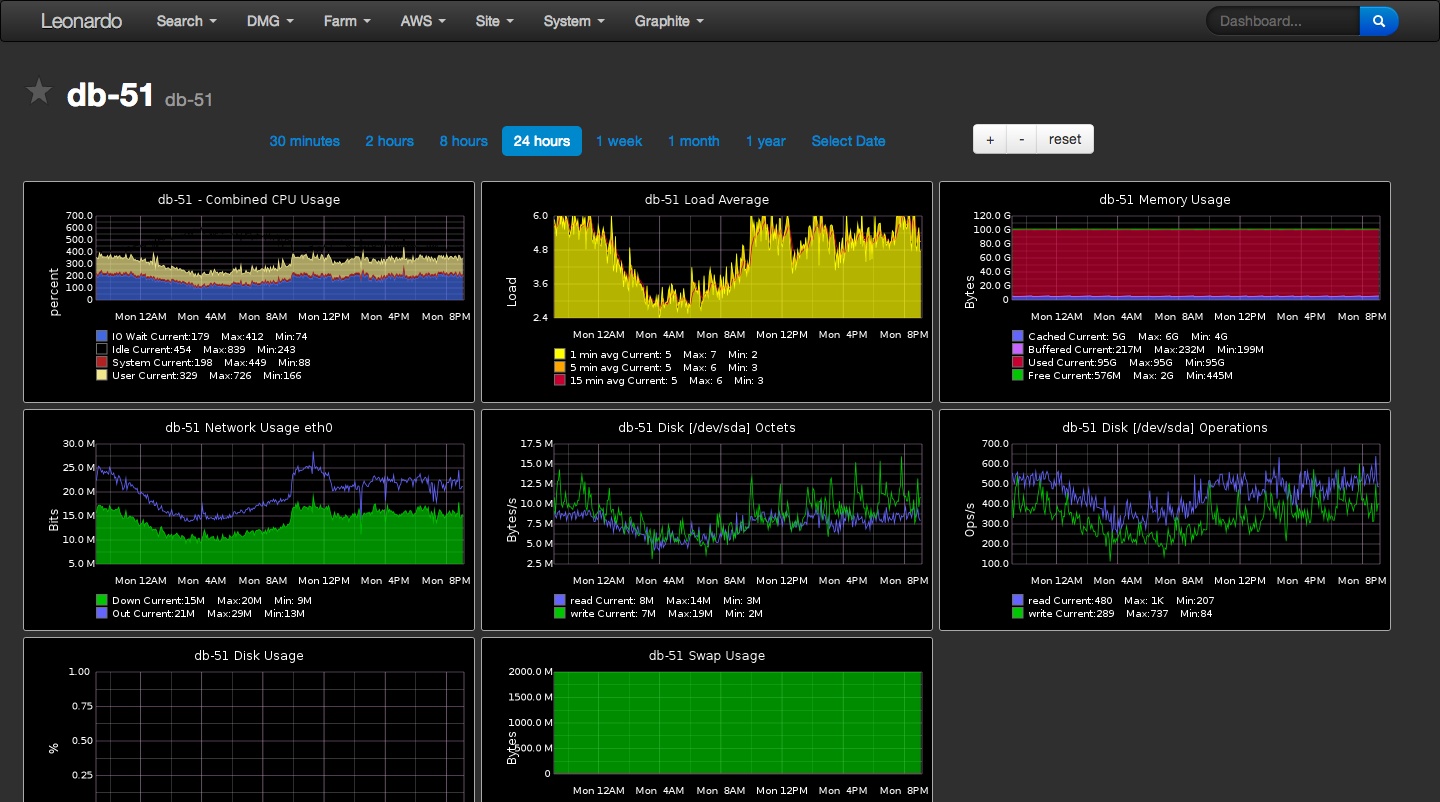 Leonardo Search DMG Farm AWS Site System Graphite Dashboard...
db-51 db-51
30 minutes 2 hours 8 hours 24 hours 1 week 1 month 1 year Select Date + - reset
db-51 - Combined CPU Usage
700.0
600.0
500.0
400.0
300.0
200.0
100.0
0
percent
Mon 12AM Mon 4AM Mon 8AM Mon 12PM Mon 4PM Mon 8PM
IO Wait Current:179 Max:412 Min:74
Idle Current:454 Max:839 Min:243
System Current:198 Max:449 Min:88
User Current:329 Max:726 Min:166
db-51 Load Average
6.0
4.8
3.6
2.4
Load
Mon 12AM Mon 4AM Mon 8AM Mon 12PM Mon 4PM Mon 8PM
1 min avg Current: 5 Max: 7 Min: 2
5 min avg Current: 5 Max: 6 Min: 3
15 min avg Current: 5 Max: 6 Min: 3
db-51 Memory Usage
120.0 G
100.0 G
80.0 G
60.0 G
40.0 G
20.0 G
0
Bytes
Mon 12AM Mon 4AM Mon 8AM Mon 12PM Mon 4PM Mon 8PM
Cached Current: 5G Max: 6G Min: 4G
Buffered Current:217M Max:232M Min:199M
Used Current:95G Max:95G Min:95G
Free Current:576M Max: 2G Min:445M
db-51 Network Usage eth0
30.0 M
25.0 M
20.0 M
15.0 M
10.0 M
5.0 M
Bits
Mon 12AM Mon 4AM Mon 8AM Mon 12PM Mon 4PM Mon 8PM
Down Current:15M Max:20M Min: 9M
Out Current:21M Max:29M Min:13M
db-51 Disk [/dev/sda] Octets
17.5 M
15.0 M
12.5 M
10.0 M
7.5 M
5.0 M
2.5 M
Bytes/s
Mon 12AM Mon 4AM Mon 8AM Mon 12PM Mon 4PM Mon 8PM
read Current: 8M Max:14M Min: 3M
write Current: 7M Max:19M Min: 2M
db-51 Disk [/dev/sda] Operations
700.0
600.0
500.0
400.0
300.0
200.0
100.0
Ops/s
Mon 12AM Mon 4AM Mon 8AM Mon 12PM Mon 4PM Mon 8PM
read Current:480 Max: 1K Min:207
write Current:289 Max:737 Min:84
db-51 Disk Usage
1.00
0.75
0.50
0.25
%
db-51 Swap Usage
2000.0 M
1500.0 M
1000.0 M
500.0 M
0
Bytes
Mon 12AM Mon 4AM Mon 8AM Mon 12PM Mon 4PM Mon 8PM